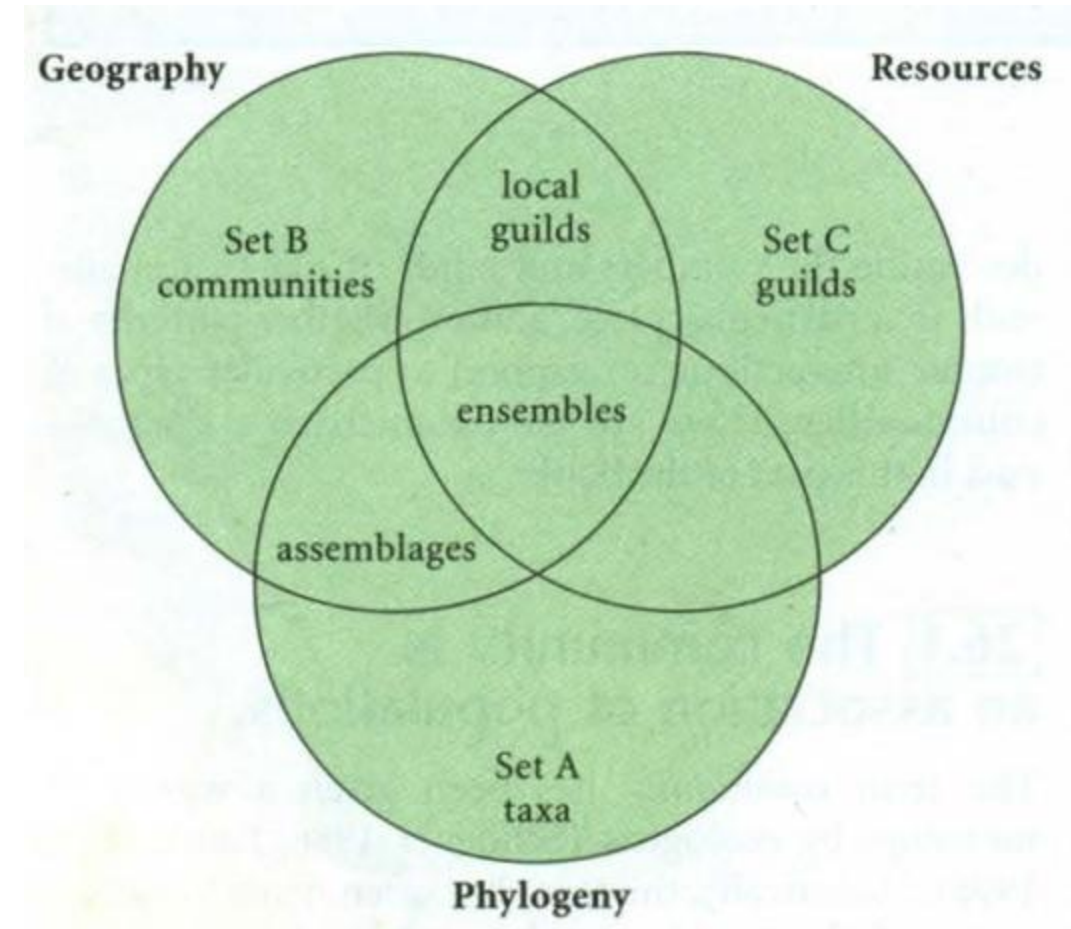 Geography
Resources
local
guilds
Set B
communities
Set C
guilds
ensembles
assemblages
Set A
taxa
Phylogeny